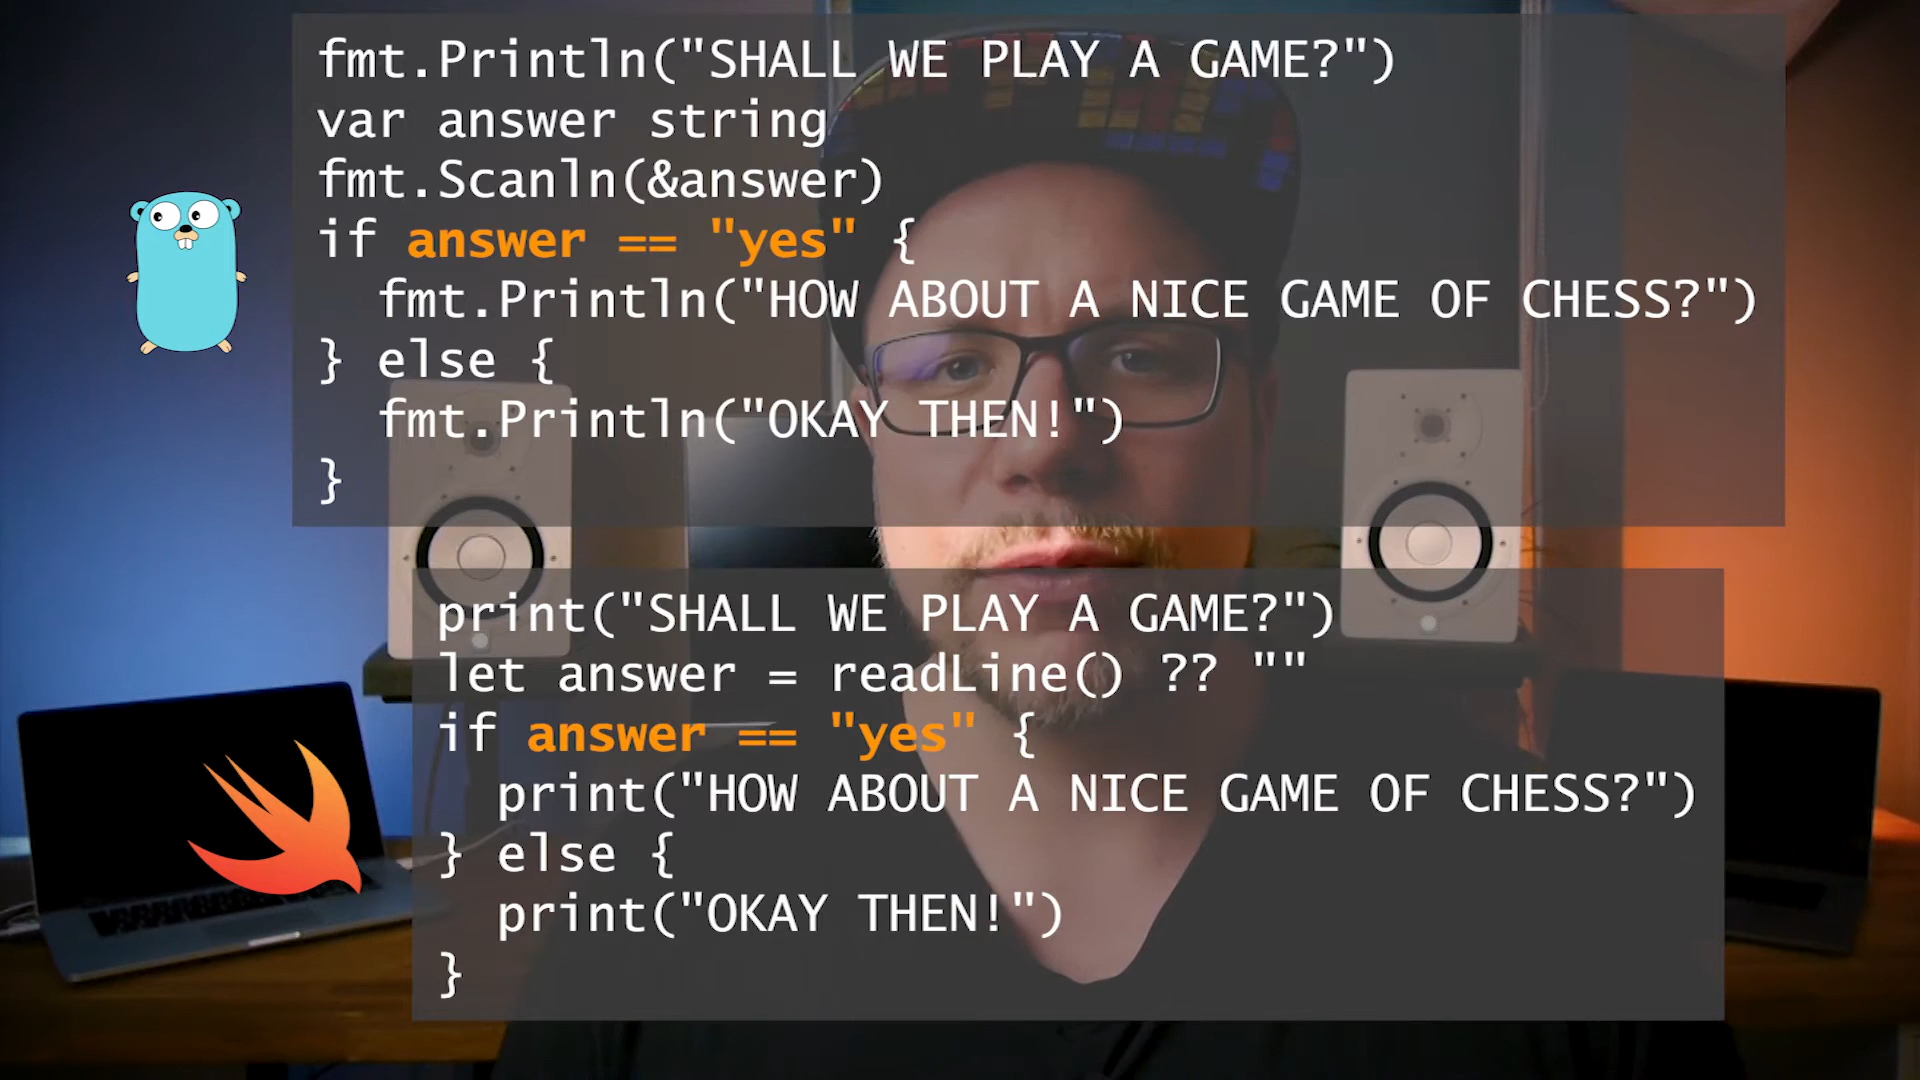 fmt.Println("SHALL WE PLAY A GAME?")
var answer string
fmt.Scanln(&answer)
if answer == "yes" {
  fmt.Println("HOW ABOUT A NICE GAME OF CHESS?")
} else {
  fmt.Println("OKAY THEN!")
}
print("SHALL WE PLAY A GAME?")
let answer = readLine() ?? ""
if answer == "yes" {
  print("HOW ABOUT A NICE GAME OF CHESS?")
} else {
  print("OKAY THEN!")
}